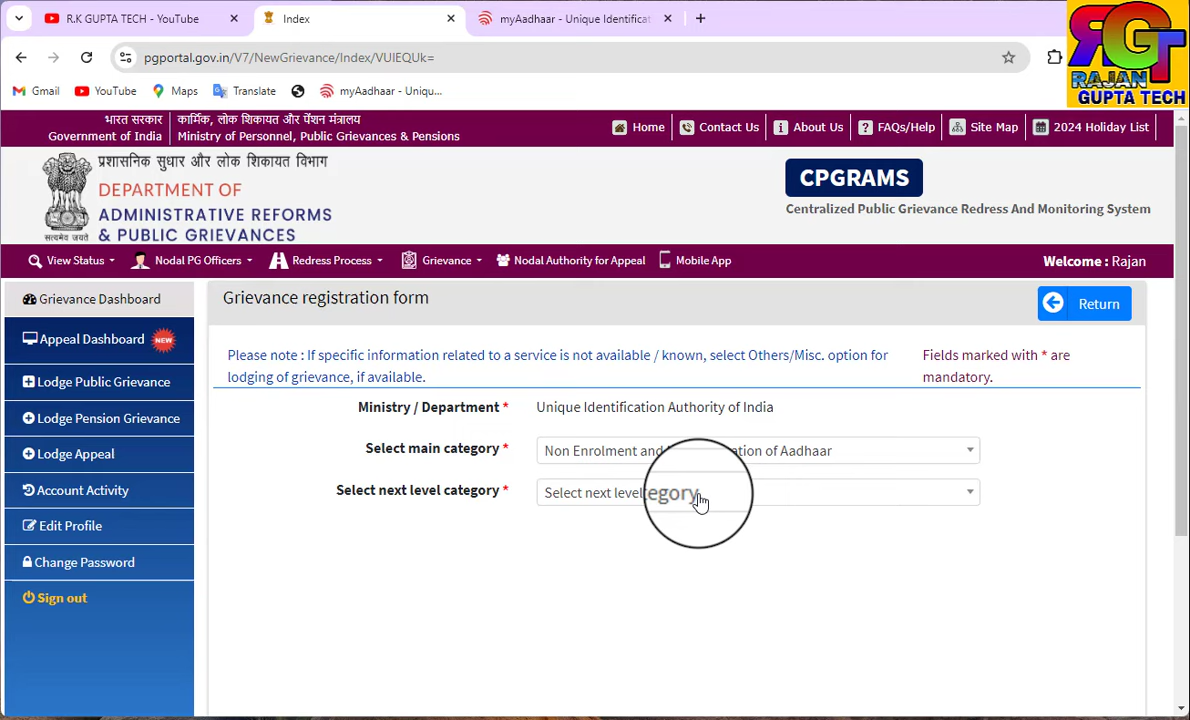 R.K GUPTA TECH - YouTube
Index
myAadhaar - Unique Identificat
pgportal.gov.in/V7/NewGrievance/Index/VUIEQUk=
Gmail
YouTube
Maps
Translate
myAadhaar - Uniqu...
RGT
RAJAN
GUPTA TECH
भारत सरकार
Government of India
कार्मिक, लोक शिकायत और पेंशन मंत्रालय
Ministry of Personnel, Public Grievances & Pensions
Home
Contact Us
About Us
FAQs/Help
Site Map
2024 Holiday List
सत्यमेव जयते
प्रशासनिक सुधार और लोक शिकायत विभाग
DEPARTMENT OF
ADMINISTRATIVE REFORMS
& PUBLIC GRIEVANCES
CPGRAMS
Centralized Public Grievance Redress And Monitoring System
View Status
Nodal PG Officers
Redress Process
Grievance
Nodal Authority for Appeal
Mobile App
Welcome : Rajan
Grievance Dashboard
Appeal Dashboard NEW
Lodge Public Grievance
Lodge Pension Grievance
Lodge Appeal
Account Activity
Edit Profile
Change Password
Sign out
Grievance registration form
Return
Please note : If specific information related to a service is not available / known, select Others/Misc. option for
lodging of grievance, if available.
Fields marked with * are
mandatory.
Ministry / Department * Unique Identification Authority of India
Select main category * Non Enrolment and ation of Aadhaar
Select next level category * Select next level egory